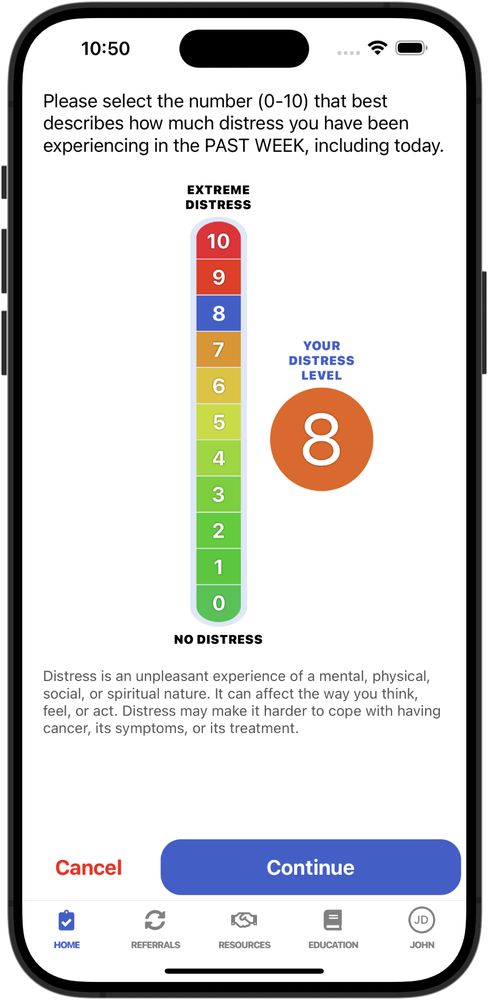 10:50
Please select the number (0-10) that best
describes how much distress you have been
experiencing in the PAST WEEK, including today.
EXTREME
DISTRESS
10
9
8
7
6
5
4
3
2
1
0
NO DISTRESS
YOUR
DISTRESS
LEVEL
8
Distress is an unpleasant experience of a mental, physical,
social, or spiritual nature. It can affect the way you think,
feel, or act. Distress may make it harder to cope with having
cancer, its symptoms, or its treatment.
Cancel
Continue
HOME
REFERRALS
RESOURCES
EDUCATION
JD
JOHN